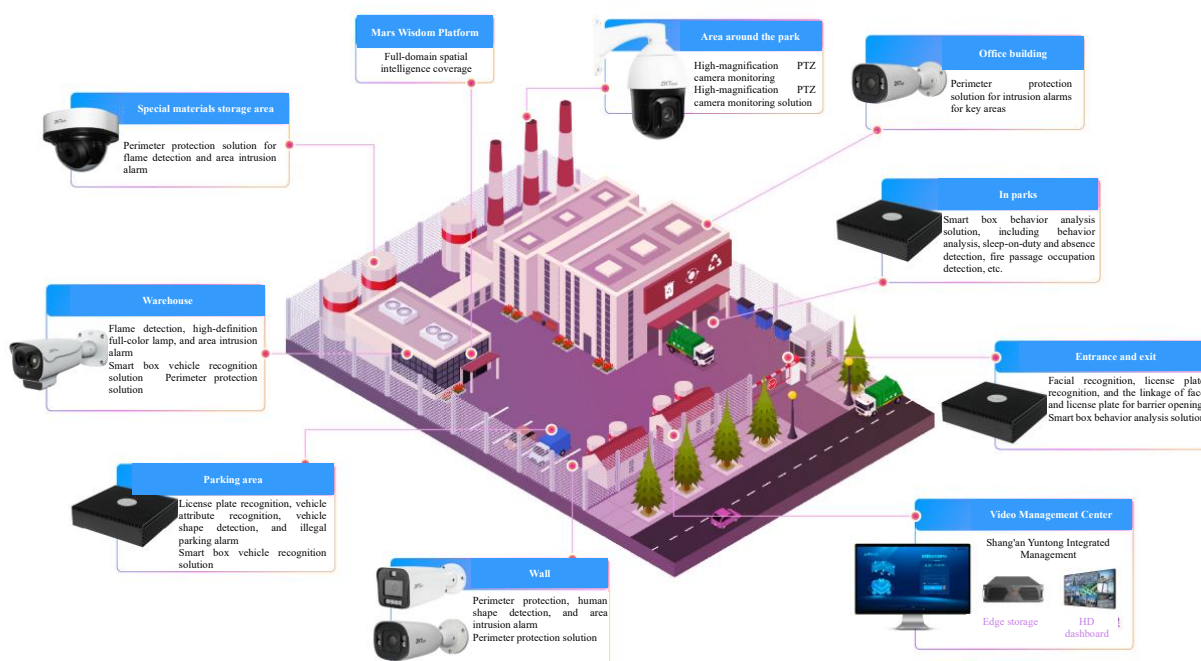 Mars Wisdom Platform
Full-domain spatial
intelligence coverage
Area around the park
High-magnification PTZ
camera monitoring
High-magnification PTZ
camera monitoring solution
Office building
Perimeter protection
solution for intrusion alarms
for key areas
Special materials storage area
Perimeter protection solution for
flame detection and area intrusion
alarm
In parks
Smart box behavior analysis
solution, including behavior
analysis, sleep-on-duty and absence
detection, fire passage occupation
detection, etc.
Warehouse
Flame detection, high-definition
full-color lamp, and area intrusion
alarm
Smart box vehicle recognition
solution Perimeter protection
solution
Entrance and exit
Facial recognition, license plate
recognition, and the linkage of face
and license plate for barrier opening
Smart box behavior analysis solution
Parking area
License plate recognition, vehicle
attribute recognition, vehicle
shape detection, and illegal
parking alarm
Smart box vehicle recognition
solution
Wall
Perimeter protection, human
shape detection, and area
intrusion alarm
Perimeter protection solution
Video Management Center
Shang'an Yuntong Integrated
Management
Edge storage
HD
dashboard